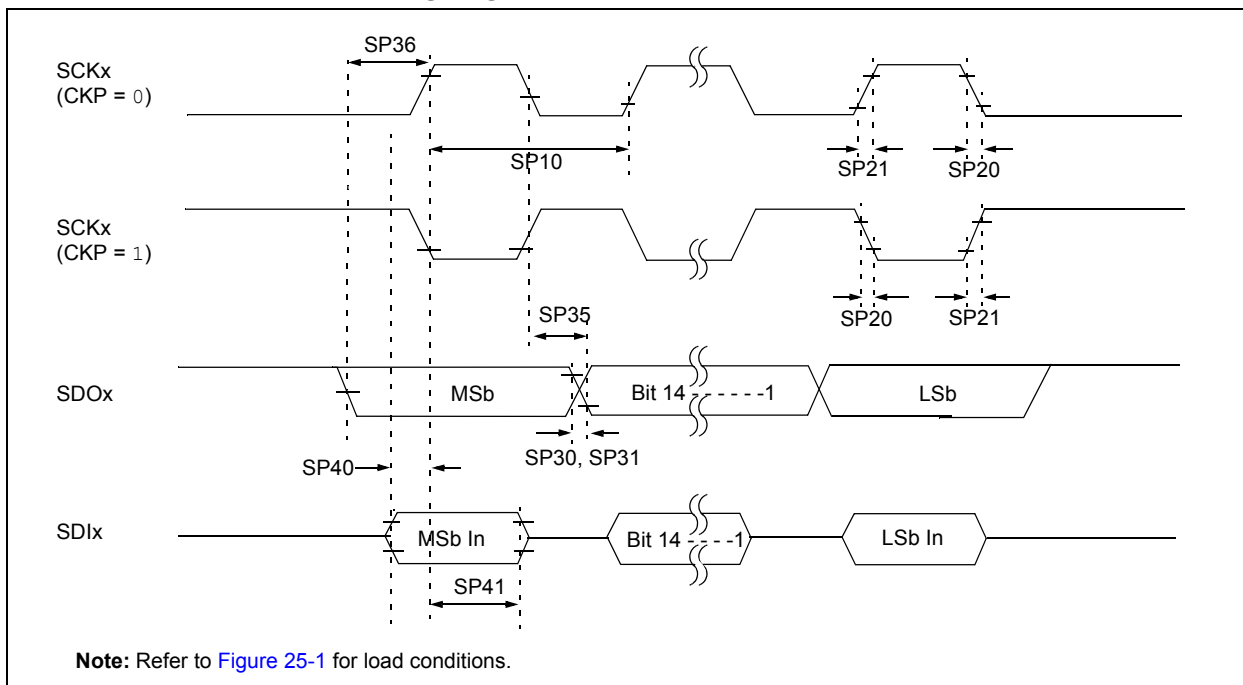 SP36
SCKx
(CKP = 0)
SP10
SP21
SP20
SCKx
(CKP = 1)
SP35
SP20
SP21
SDOx
MSb
Bit 14 - - - - - -1
LSb
SP30, SP31
SP40
SDIx
MSb In
Bit 14 - - - - -1
LSb In
SP41
Note: Refer to Figure 25-1 for load conditions.